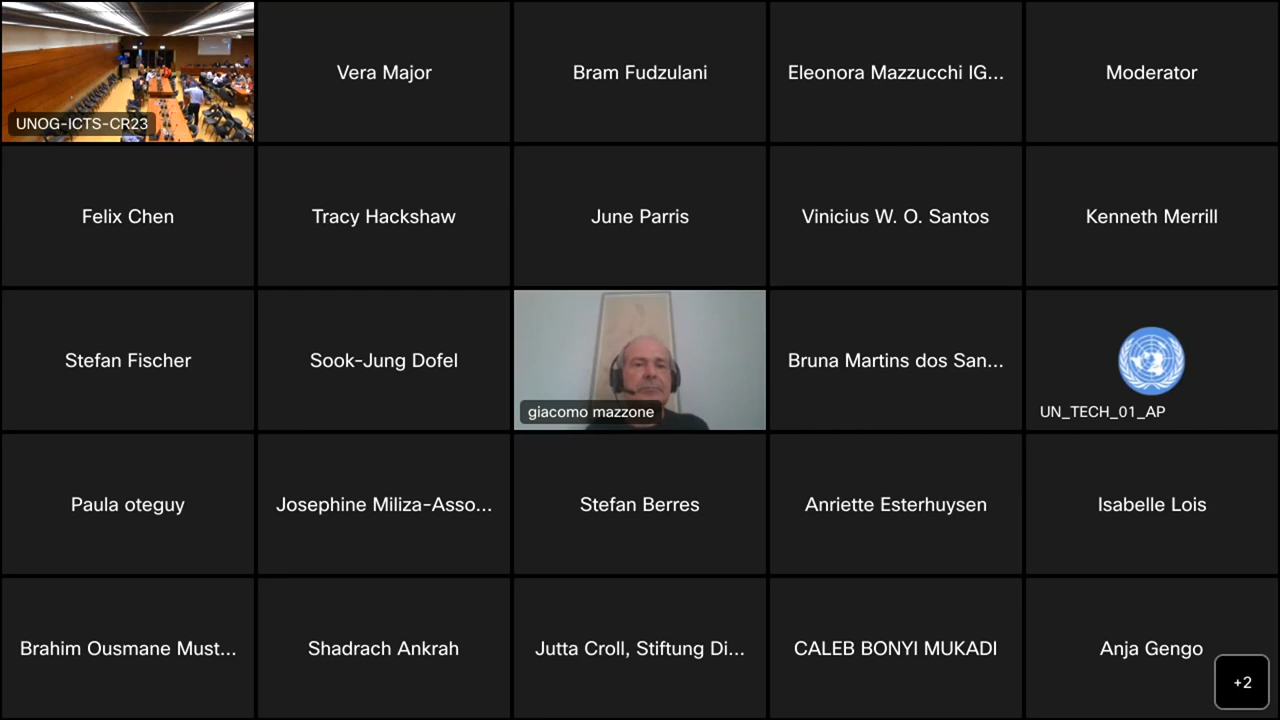 UNOG-ICTS-CR23
Vera Major
Bram Fudzulani
Eleonora Mazzucchi IG...
Moderator
Felix Chen
Tracy Hackshaw
June Parris
Vinicius W. O. Santos
Kenneth Merrill
Stefan Fischer
Sook-Jung Dofel
giacomo mazzone
Bruna Martins dos San...
UN_TECH_01_AP
Paula oteguy
Josephine Miliza-Asso...
Stefan Berres
Anriette Esterhuysen
Isabelle Lois
Brahim Ousmane Must...
Shadrach Ankrah
Jutta Croll, Stiftung Di...
CALEB BONYI MUKADI
Anja Gengo
+2